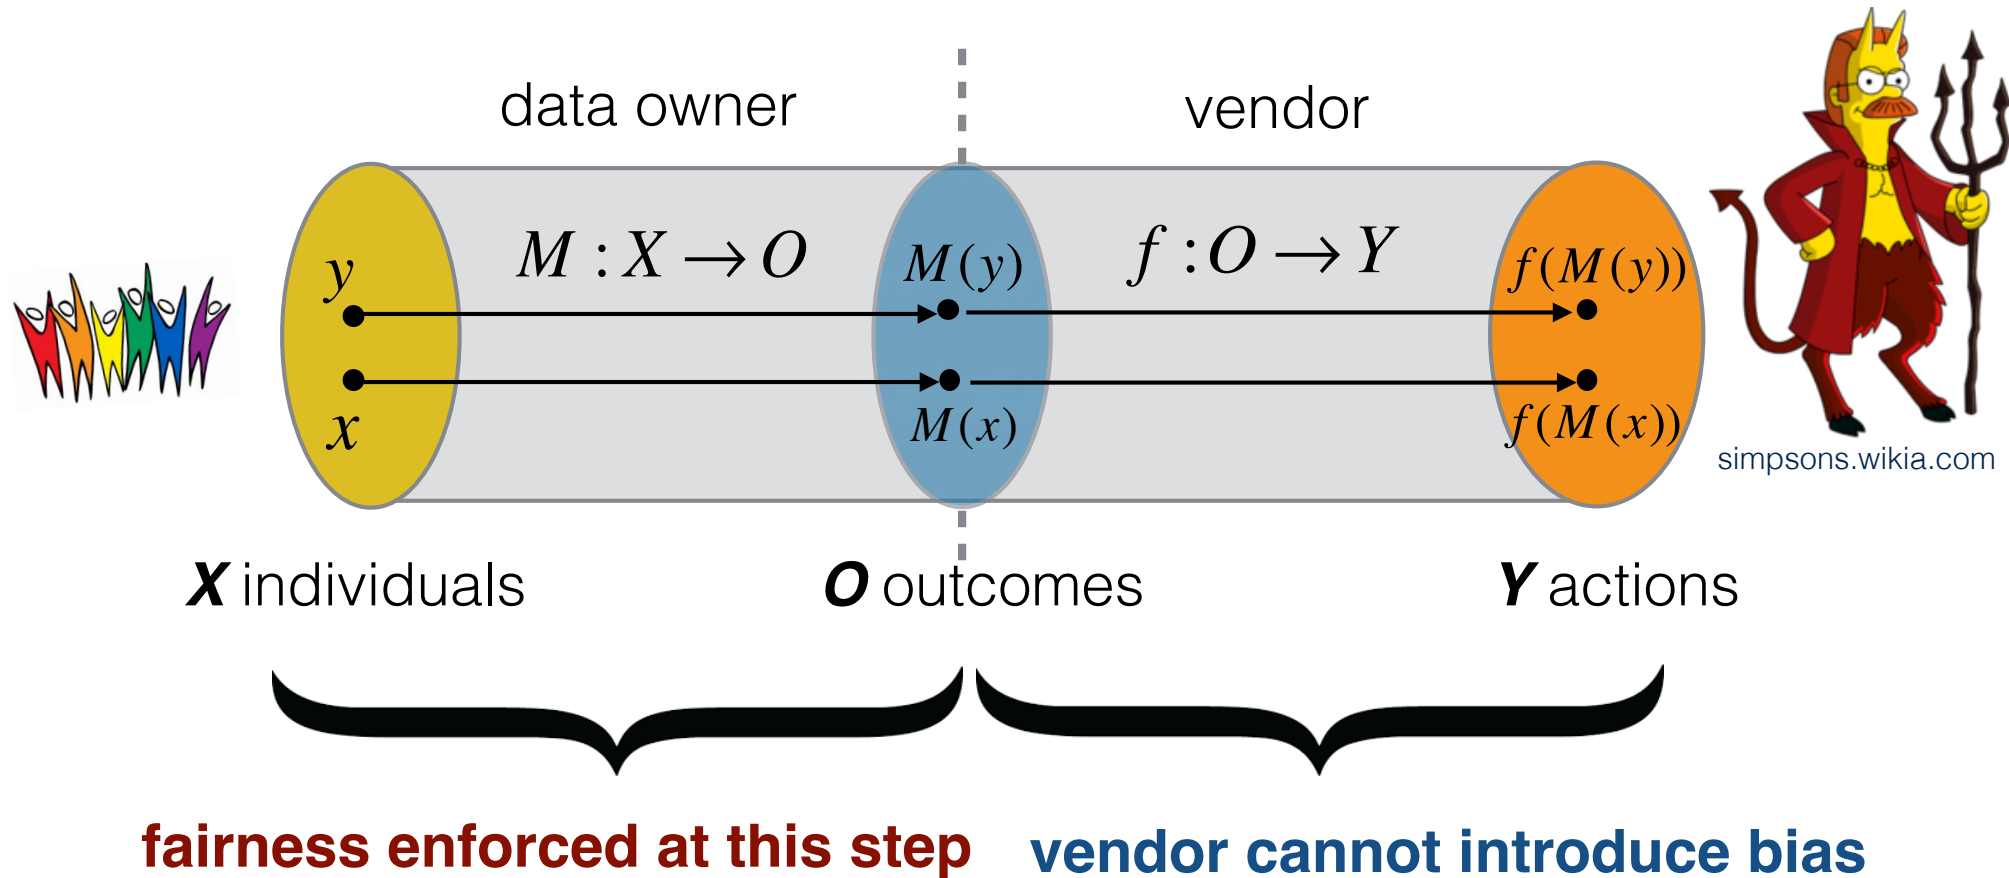 data owner
vendor
M : X → O
f : O → Y
y
M(y)
f(M(y))
x
M(x)
f(M(x))
simpsons.wikia.com
X individuals
O outcomes
Y actions
fairness enforced at this step
vendor cannot introduce bias